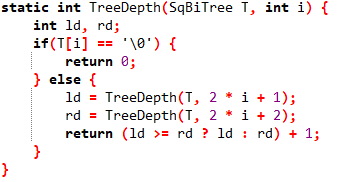 static int TreeDepth(SqBiTree T, int i) {
    int ld, rd;
    if(T[i] == '\0') {
        return 0;
    } else {
        ld = TreeDepth(T, 2 * i + 1);
        rd = TreeDepth(T, 2 * i + 2);
        return (ld >= rd ? ld : rd) + 1;
    }
}